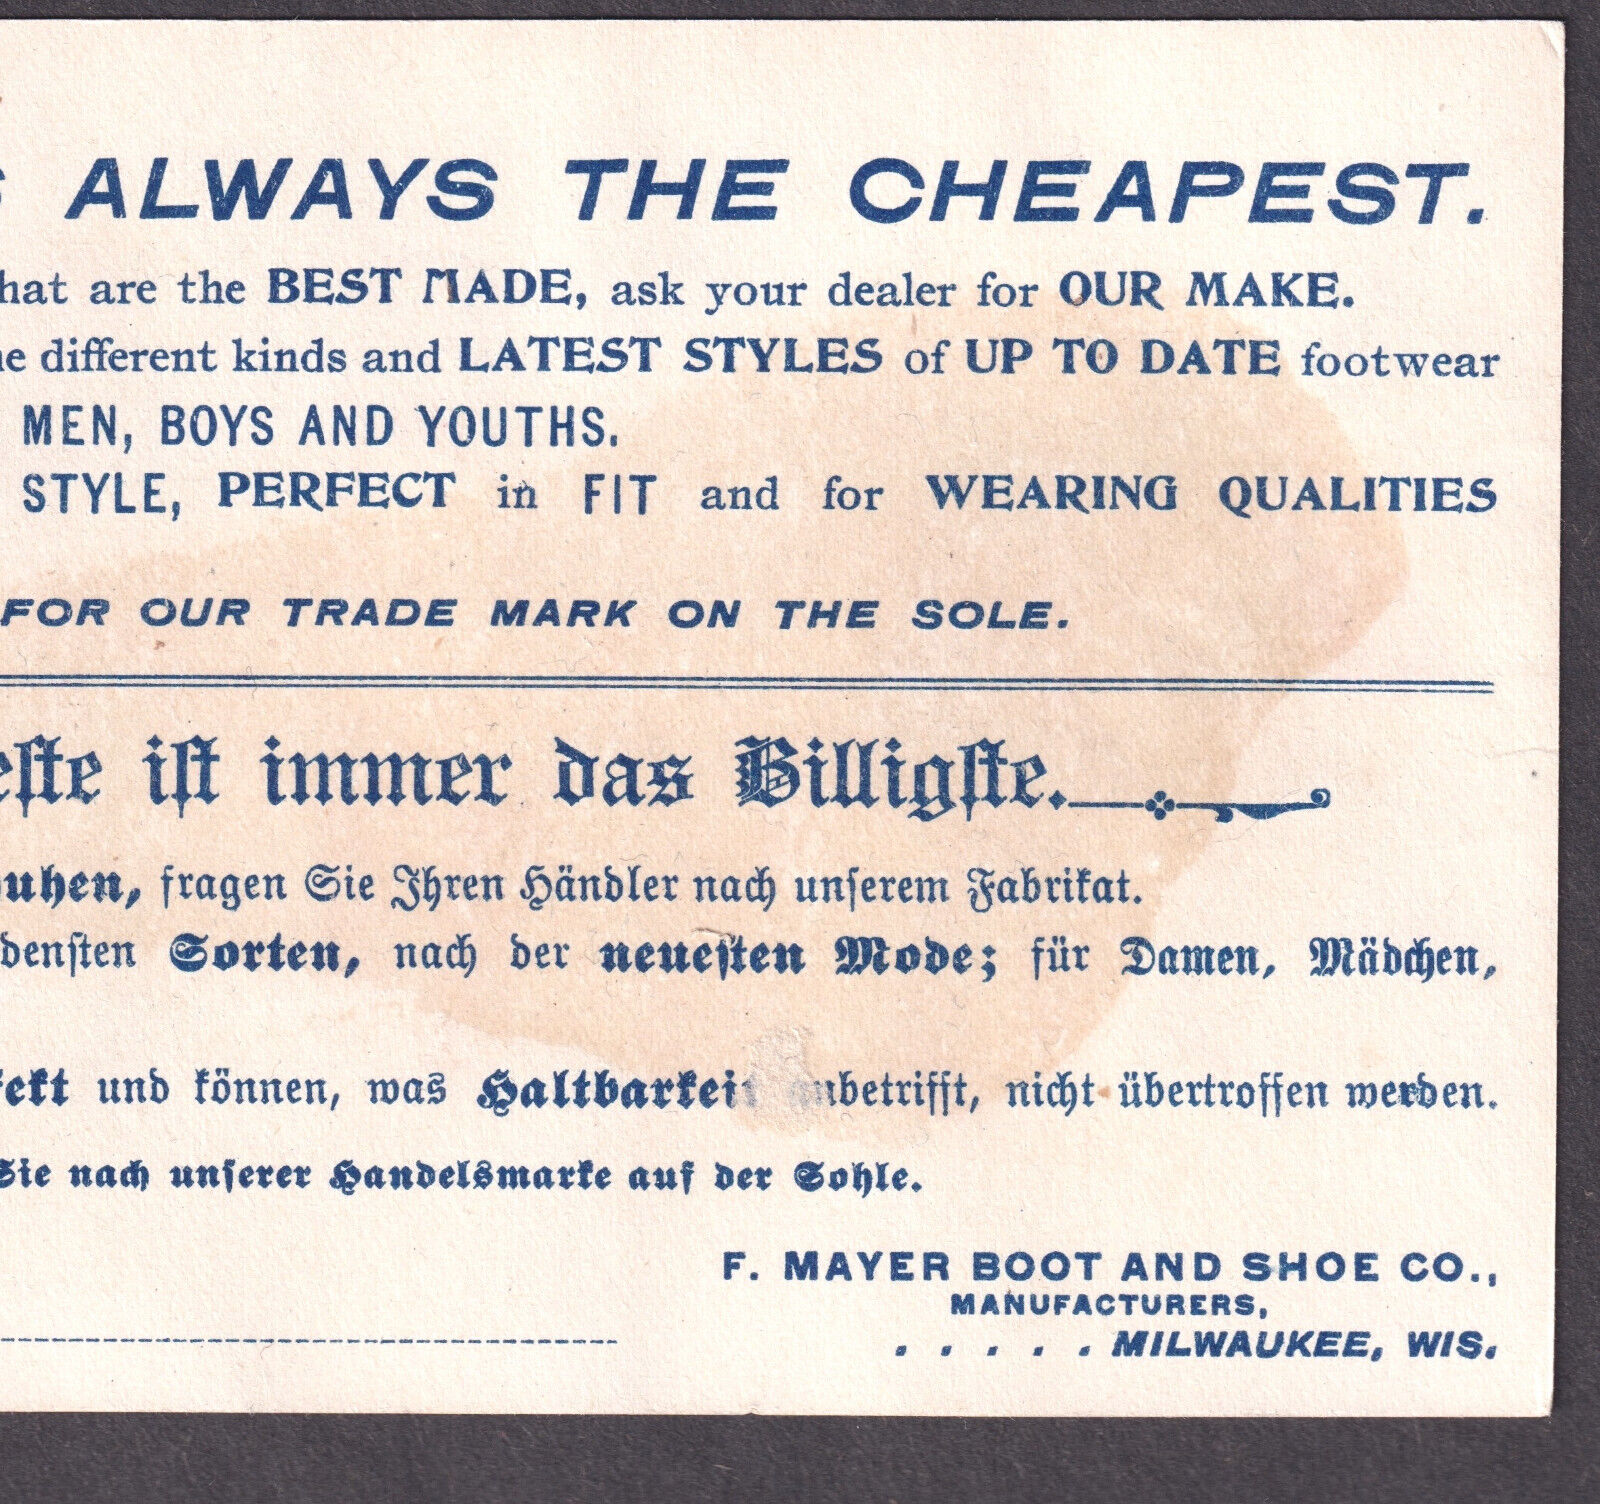 ALWAYS THE CHEAPEST.
are the BEST MADE, ask your dealer for OUR MAKE.
different kinds and LATEST STYLES of UP TO DATE footwear
MEN, BOYS AND YOUTHS.
STYLE, PERFECT in FIT and for WEARING QUALITIES
FOR OUR TRADE MARK ON THE SOLE.
ist immer das Billigste.
fragen Sie Ihren Händler nach unserem Fabrikat.
densten Sorten, nach der neuesten Mode; für Damen, Mädchen,
und können, was Haltbarkeit anbetrifft, nicht übertroffen werden.
Sie nach unserer Handelsmarke auf der Sohle.
F. MAYER BOOT AND SHOE CO.,
MANUFACTURERS,
. . . . . MILWAUKEE, WIS.